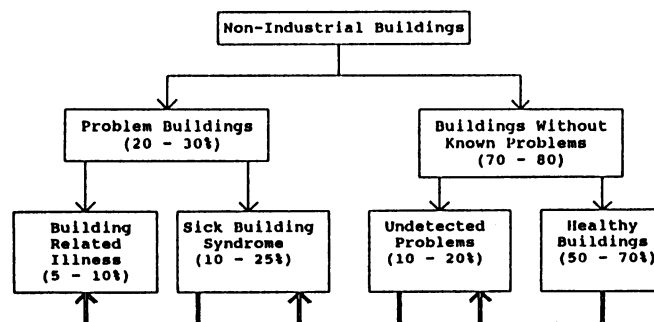 Non-Industrial Buildings
Problem Buildings
(20 - 30%)
Buildings Without
Known Problems
(70 - 80)
Building
Related
Illness
(5 - 10%)
Sick Building
Syndrome
(10 - 25%)
Undetected
Problems
(10 - 20%)
Healthy
Buildings
(50 - 70%)